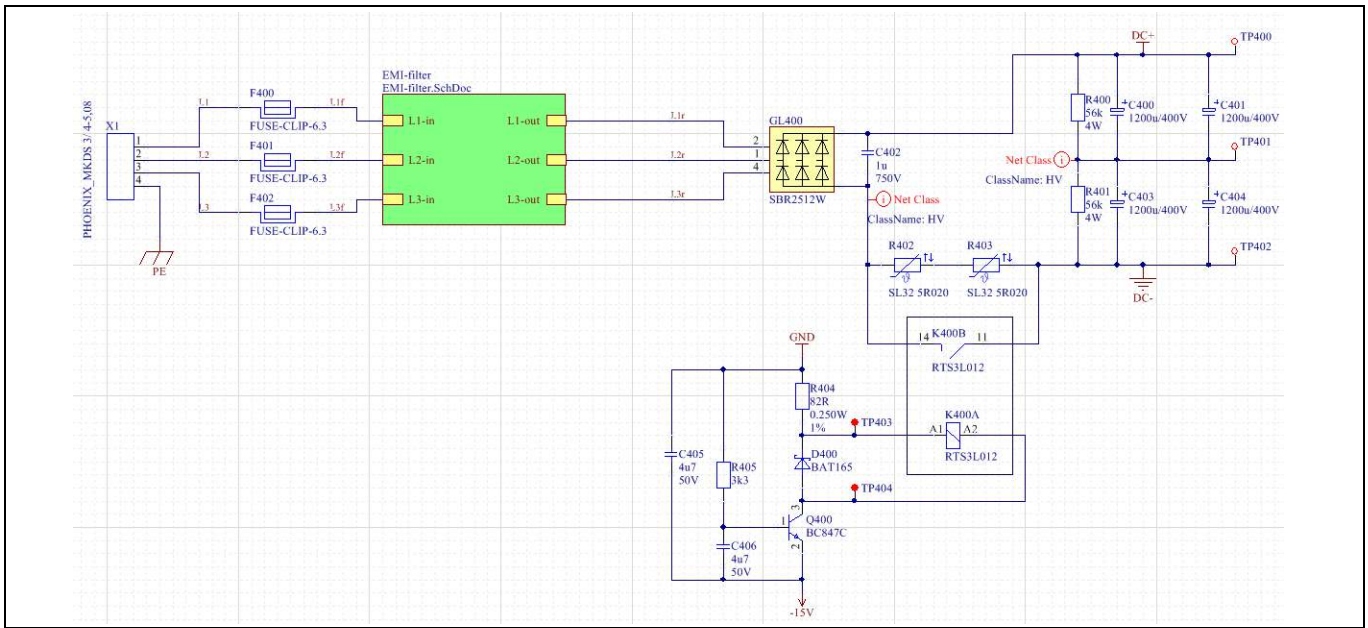 EMI-filter
EMI-filter.SchDoc
PHOENIX_MKDS 3/ 4-5,08
X1
1
2
3
4
PE
L1
L2
L3
F400
FUSE-CLIP-6.3
F401
FUSE-CLIP-6.3
F402
FUSE-CLIP-6.3
L1f
L2f
L3f
L1-in
L2-in
L3-in
L1-out
L2-out
L3-out
L1r
L2r
L3r
GL400
2
1
4
SBR2512W
C402
1u
750V
Net Class
ClassName: HV
DC+
TP400
R400
56k
4W
C400
1200u/400V
C401
1200u/400V
TP401
Net Class
ClassName: HV
R401
56k
4W
C403
1200u/400V
C404
1200u/400V
TP402
DC-
R402
SL32 5R020
R403
SL32 5R020
14
K400B
11
RTS3L012
K400A
A1
A2
RTS3L012
GND
R404
82R
0.250W
1%
TP403
D400
BAT165
TP404
C405
4u7
50V
R405
3k3
C406
4u7
50V
3
1
2
Q400
BC847C
-15V